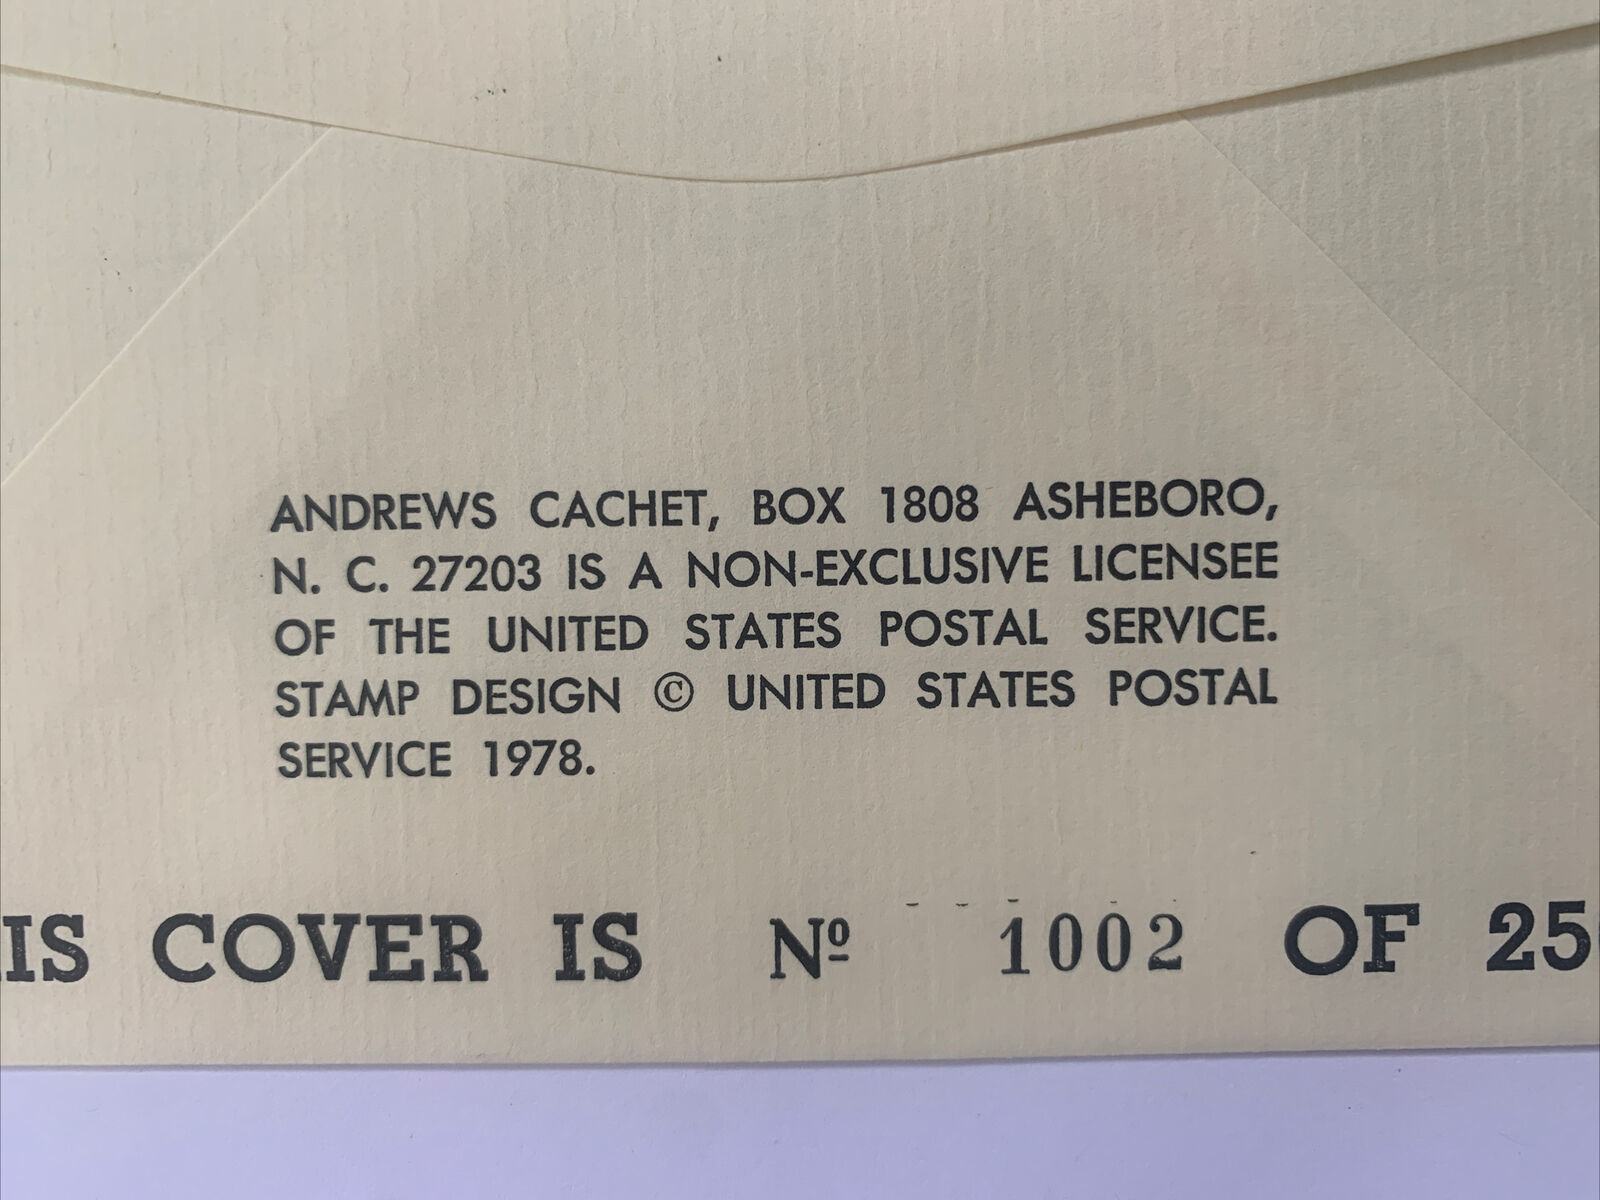 ANDREWS CACHET, BOX 1808 ASHEBORO,
N. C. 27203 IS A NON-EXCLUSIVE LICENSEE
OF THE UNITED STATES POSTAL SERVICE.
STAMP DESIGN © UNITED STATES POSTAL
SERVICE 1978.
IS COVER IS Nº 1002 OF 25